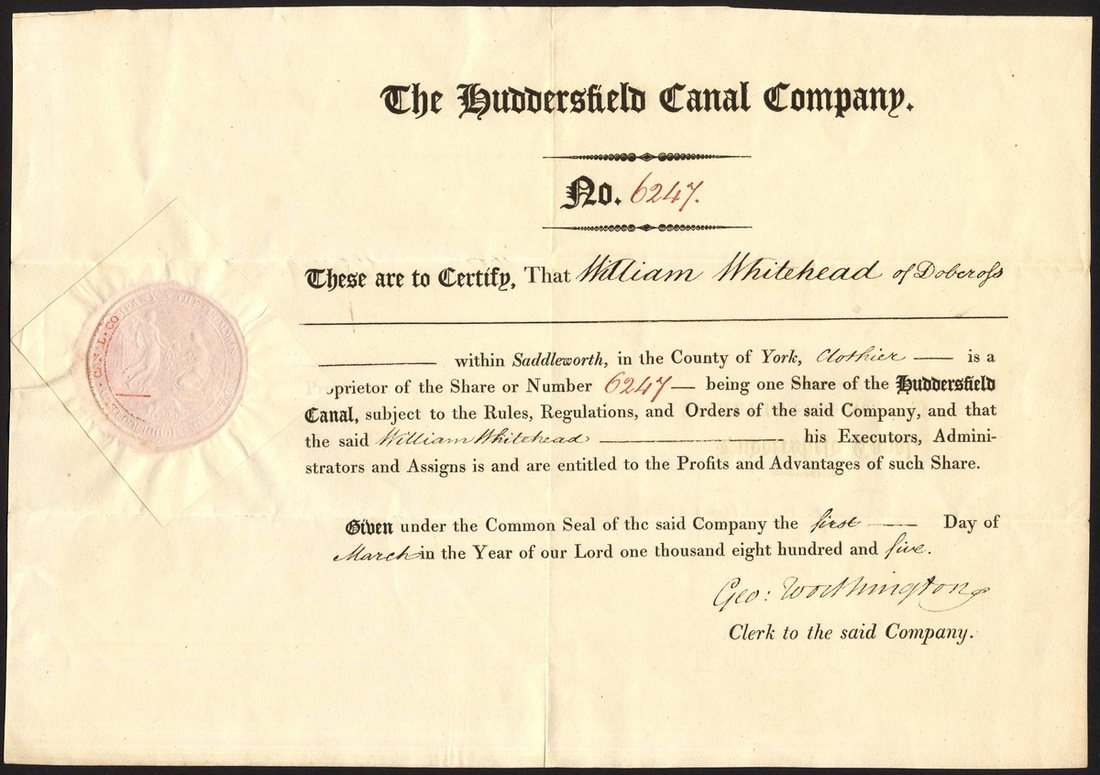 The Huddersfield Canal Company.
No. 6247.
These are to Certify, That William Whitehead of Dobcross
within Saddleworth, in the County of York, Clothier — is a
Proprietor of the Share or Number 6247 — being one Share of the Huddersfield
Canal, subject to the Rules, Regulations, and Orders of the said Company, and that
the said William Whitehead — his Executors, Admini-
strators and Assigns is and are entitled to the Profits and Advantages of such Share.
Given under the Common Seal of the said Company the first — Day of
March in the Year of our Lord one thousand eight hundred and five.
Geo: Worthington
Clerk to the said Company.